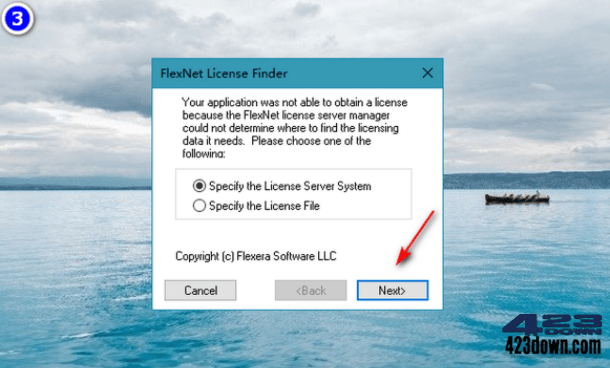 3
FlexNet License Finder
Your application was not able to obtain a license
because the FlexNet license server manager
could not determine where to find the licensing
data it needs.  Please choose one of the
following:
Specify the License Server System
Specify the License File
Copyright (c) Flexera Software LLC
Cancel
<Back
Next>
423
DOWN
423down.com